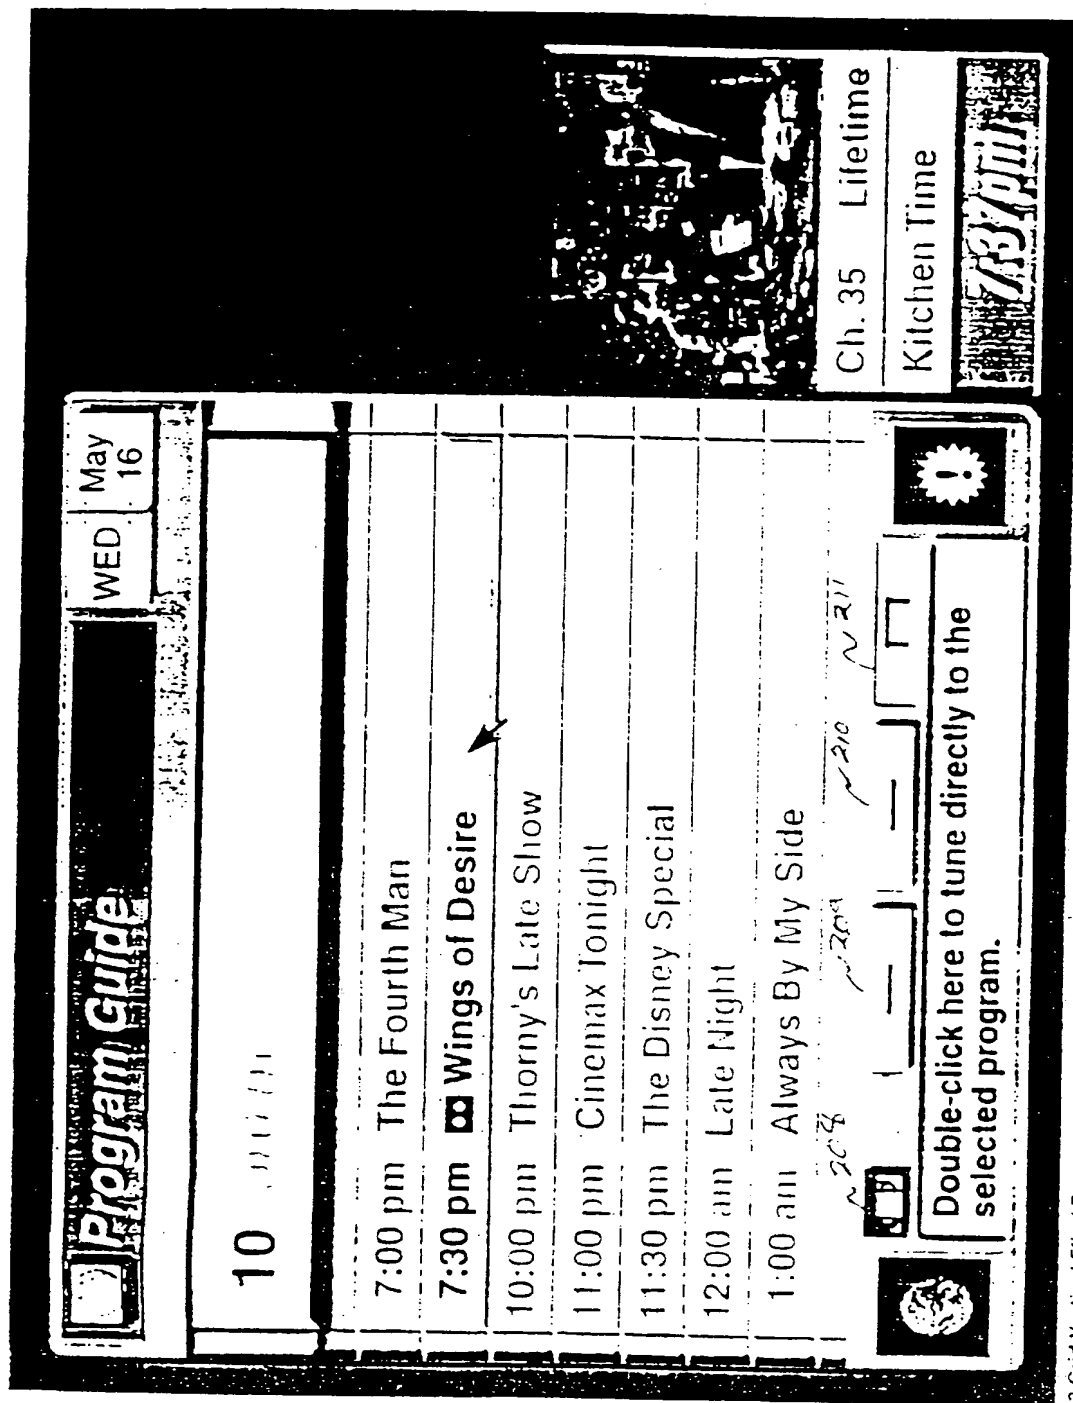 Program Guide
WED
May
16
10
7:00 pm The Fourth Man
7:30 pm Wings of Desire
10:00 pm Thorny's Late Show
11:00 pm Cinemax Tonight
11:30 pm The Disney Special
12:00 am Late Night
1:00 am Always By My Side
208
209
210
211
Double-click here to tune directly to the
selected program.
!
Ch. 35 Lifetime
Kitchen Time
7:37pm